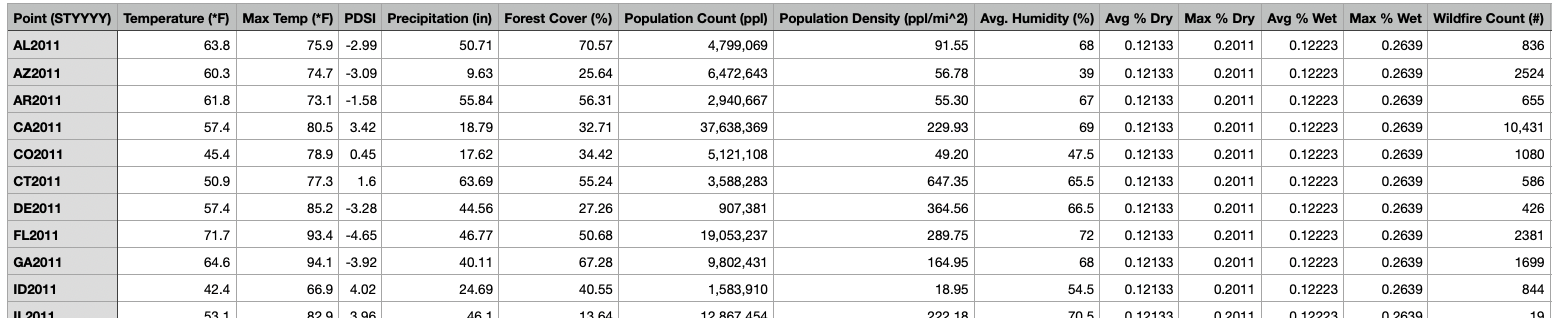 Point (STYYYY) Temperature (*F) Max Temp (*F) PDSI Precipitation (in) Forest Cover (%) Population Count (ppl) Population Density (ppl/mi^2) Avg. Humidity (%) Avg % Dry Max % Dry Avg % Wet Max % Wet Wildfire Count (#)
AL2011 63.8 75.9 -2.99 50.71 70.57 4,799,069 91.55 68 0.12133 0.2011 0.12223 0.2639 836
AZ2011 60.3 74.7 -3.09 9.63 25.64 6,472,643 56.78 39 0.12133 0.2011 0.12223 0.2639 2524
AR2011 61.8 73.1 -1.58 55.84 56.31 2,940,667 55.30 67 0.12133 0.2011 0.12223 0.2639 655
CA2011 57.4 80.5 3.42 18.79 32.71 37,638,369 229.93 69 0.12133 0.2011 0.12223 0.2639 10,431
CO2011 45.4 78.9 0.45 17.62 34.42 5,121,108 49.20 47.5 0.12133 0.2011 0.12223 0.2639 1080
CT2011 50.9 77.3 1.6 63.69 55.24 3,588,283 647.35 65.5 0.12133 0.2011 0.12223 0.2639 586
DE2011 57.4 85.2 -3.28 44.56 27.26 907,381 364.56 66.5 0.12133 0.2011 0.12223 0.2639 426
FL2011 71.7 93.4 -4.65 46.77 50.68 19,053,237 289.75 72 0.12133 0.2011 0.12223 0.2639 2381
GA2011 64.6 94.1 -3.92 40.11 67.28 9,802,431 164.95 68 0.12133 0.2011 0.12223 0.2639 1699
ID2011 42.4 66.9 4.02 24.69 40.55 1,583,910 18.95 54.5 0.12133 0.2011 0.12223 0.2639 844
IL2011 53.1 82.9 3.96 46.1 13.64 12,867,454 222.18 70.5 0.12133 0.2011 0.12223 0.2639 19